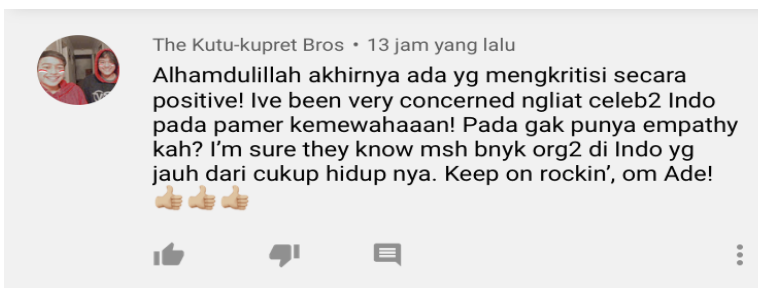 The Kutu-kupret Bros • 13 jam yang lalu
Alhamdulillah akhirnya ada yg mengkritisi secara
positive! Ive been very concerned ngliat celeb2 Indo
pada pamer kemewahaaan! Pada gak punya empathy
kah? I’m sure they know msh bnyk org2 di Indo yg
jauh dari cukup hidup nya. Keep on rockin’, om Ade!
👍🏼👍🏼👍🏼